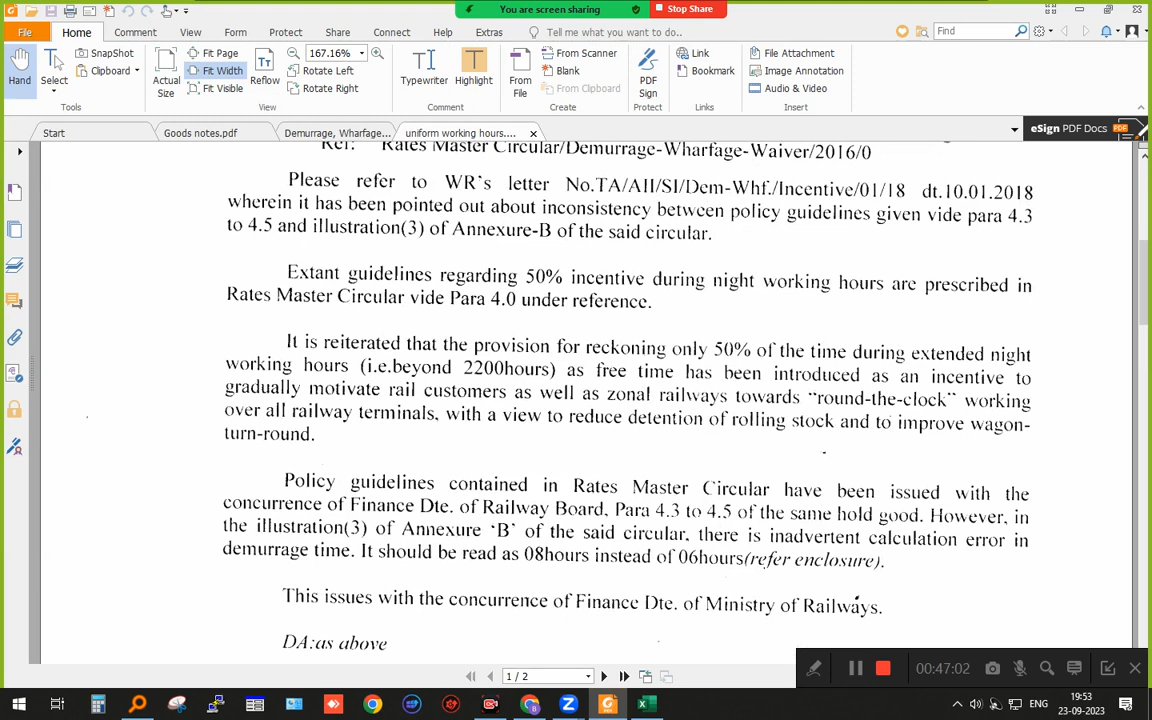 You are screen sharing
Stop Share
File
Home
Comment
View
Form
Protect
Share
Connect
Help
Extras
Tell me what you want to do..
Find
Hand
Select
SnapShot
Clipboard
Actual Size
Fit Page
Fit Width
Fit Visible
Reflow
167.16%
Rotate Left
Rotate Right
Typewriter
Highlight
From File
From Scanner
Blank
From Clipboard
PDF Sign
Link
Bookmark
File Attachment
Image Annotation
Audio & Video
Tools
View
Comment
Create
Protect
Links
Insert
Start
Goods notes.pdf
Demurrage, Wharfage...
uniform working hours....
eSign PDF Docs
Ref: Rates Master Circular/Demurrage-Wharfage-Waiver/2016/0
Please refer to WR's letter No.TA/AII/SI/Dem-Whf./Incentive/01/18 dt.10.01.2018
wherein it has been pointed out about inconsistency between policy guidelines given vide para 4.3
to 4.5 and illustration(3) of Annexure-B of the said circular.
Extant guidelines regarding 50% incentive during night working hours are prescribed in
Rates Master Circular vide Para 4.0 under reference.
It is reiterated that the provision for reckoning only 50% of the time during extended night
working hours (i.e.beyond 2200hours) as free time has been introduced as an incentive to
gradually motivate rail customers as well as zonal railways towards "round-the-clock" working
over all railway terminals, with a view to reduce detention of rolling stock and to improve wagon-
turn-round.
Policy guidelines contained in Rates Master Circular have been issued with the
concurrence of Finance Dte. of Railway Board, Para 4.3 to 4.5 of the same hold good. However, in
the illustration(3) of Annexure 'B' of the said circular, there is inadvertent calculation error in
demurrage time. It should be read as 08hours instead of 06hours(refer enclosure).
This issues with the concurrence of Finance Dte. of Ministry of Railways.
DA:as above
1 / 2
00:47:02
ENG
19:53
23-09-2023